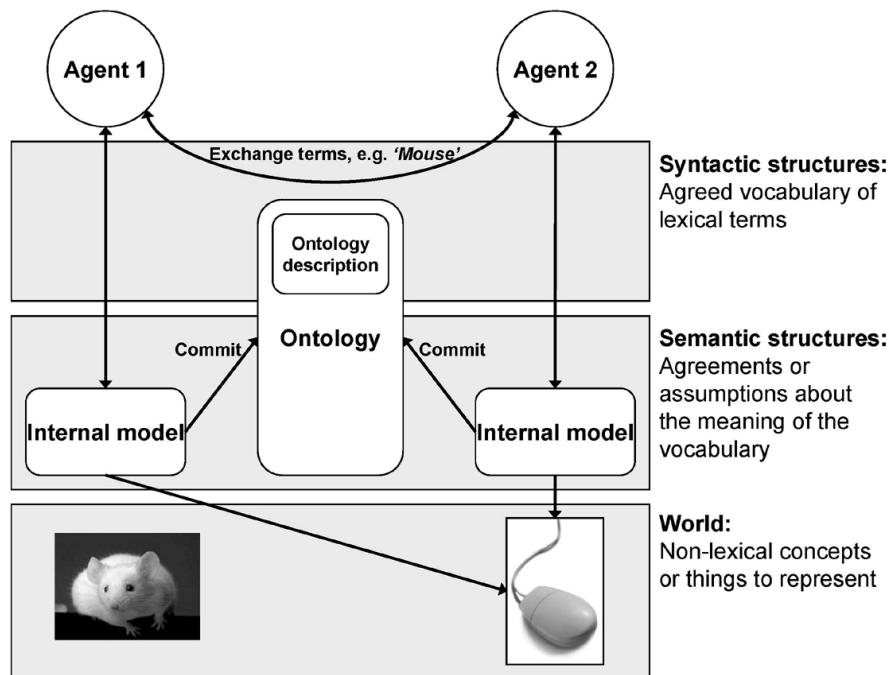 Agent 1
Agent 2
Exchange terms, e.g. 'Mouse'
Syntactic structures:
Agreed vocabulary of
lexical terms
Ontology
description
Ontology
Commit
Commit
Internal model
Internal model
Semantic structures:
Agreements or
assumptions about
the meaning of the
vocabulary
World:
Non-lexical concepts
or things to represent